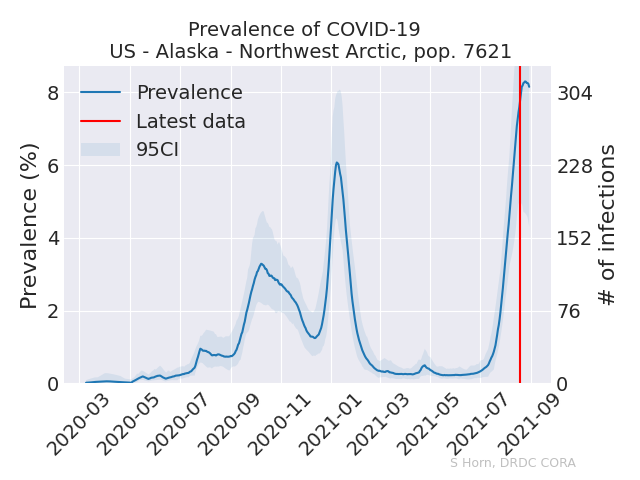 Prevalence of COVID-19
US - Alaska - Northwest Arctic, pop. 7621
Prevalence
Latest data
95CI
Prevalence (%)
8
6
4
2
0
304
228
152
76
0
# of infections
2020-03
2020-05
2020-07
2020-09
2020-11
2021-01
2021-03
2021-05
2021-07
2021-09
S Horn, DRDC CORA